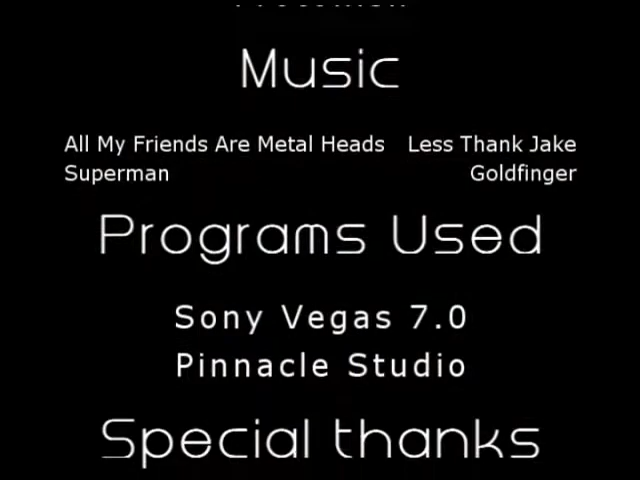 Music
All My Friends Are Metal Heads Less Thank Jake
Superman Goldfinger
Programs Used
Sony Vegas 7.0
Pinnacle Studio
Special thanks